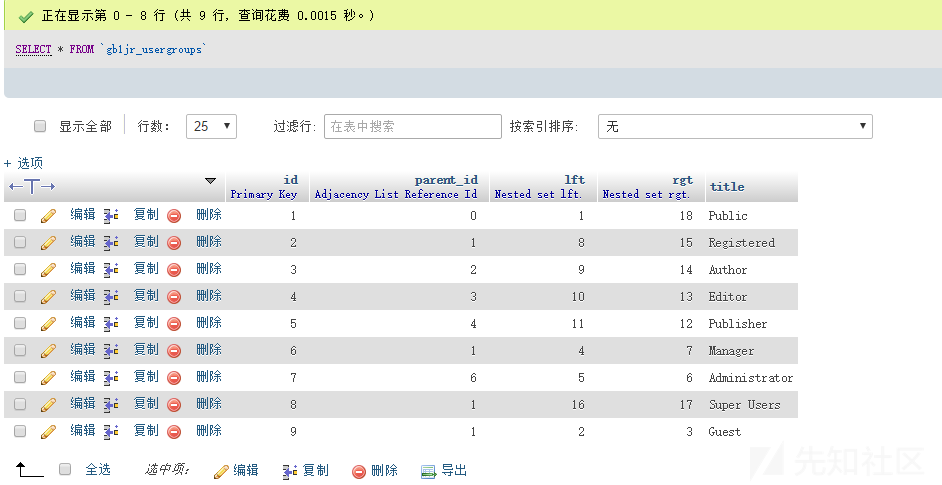 正在显示第 0 - 8 行 (共 9 行, 查询花费 0.0015 秒。)
SELECT * FROM `gb1jr_usergroups`
显示全部 行数: 25 过滤行: 在表中搜索 按索引排序: 无
+ 选项
←T→ id parent_id lft rgt title
Primary Key Adjacency List Reference Id Nested set lft. Nested set rgt.
编辑 复制 删除 1 0 1 18 Public
编辑 复制 删除 2 1 8 15 Registered
编辑 复制 删除 3 2 9 14 Author
编辑 复制 删除 4 3 10 13 Editor
编辑 复制 删除 5 4 11 12 Publisher
编辑 复制 删除 6 1 4 7 Manager
编辑 复制 删除 7 6 5 6 Administrator
编辑 复制 删除 8 1 16 17 Super Users
编辑 复制 删除 9 1 2 3 Guest
全选 选中项: 编辑 复制 删除 导出
先知社区